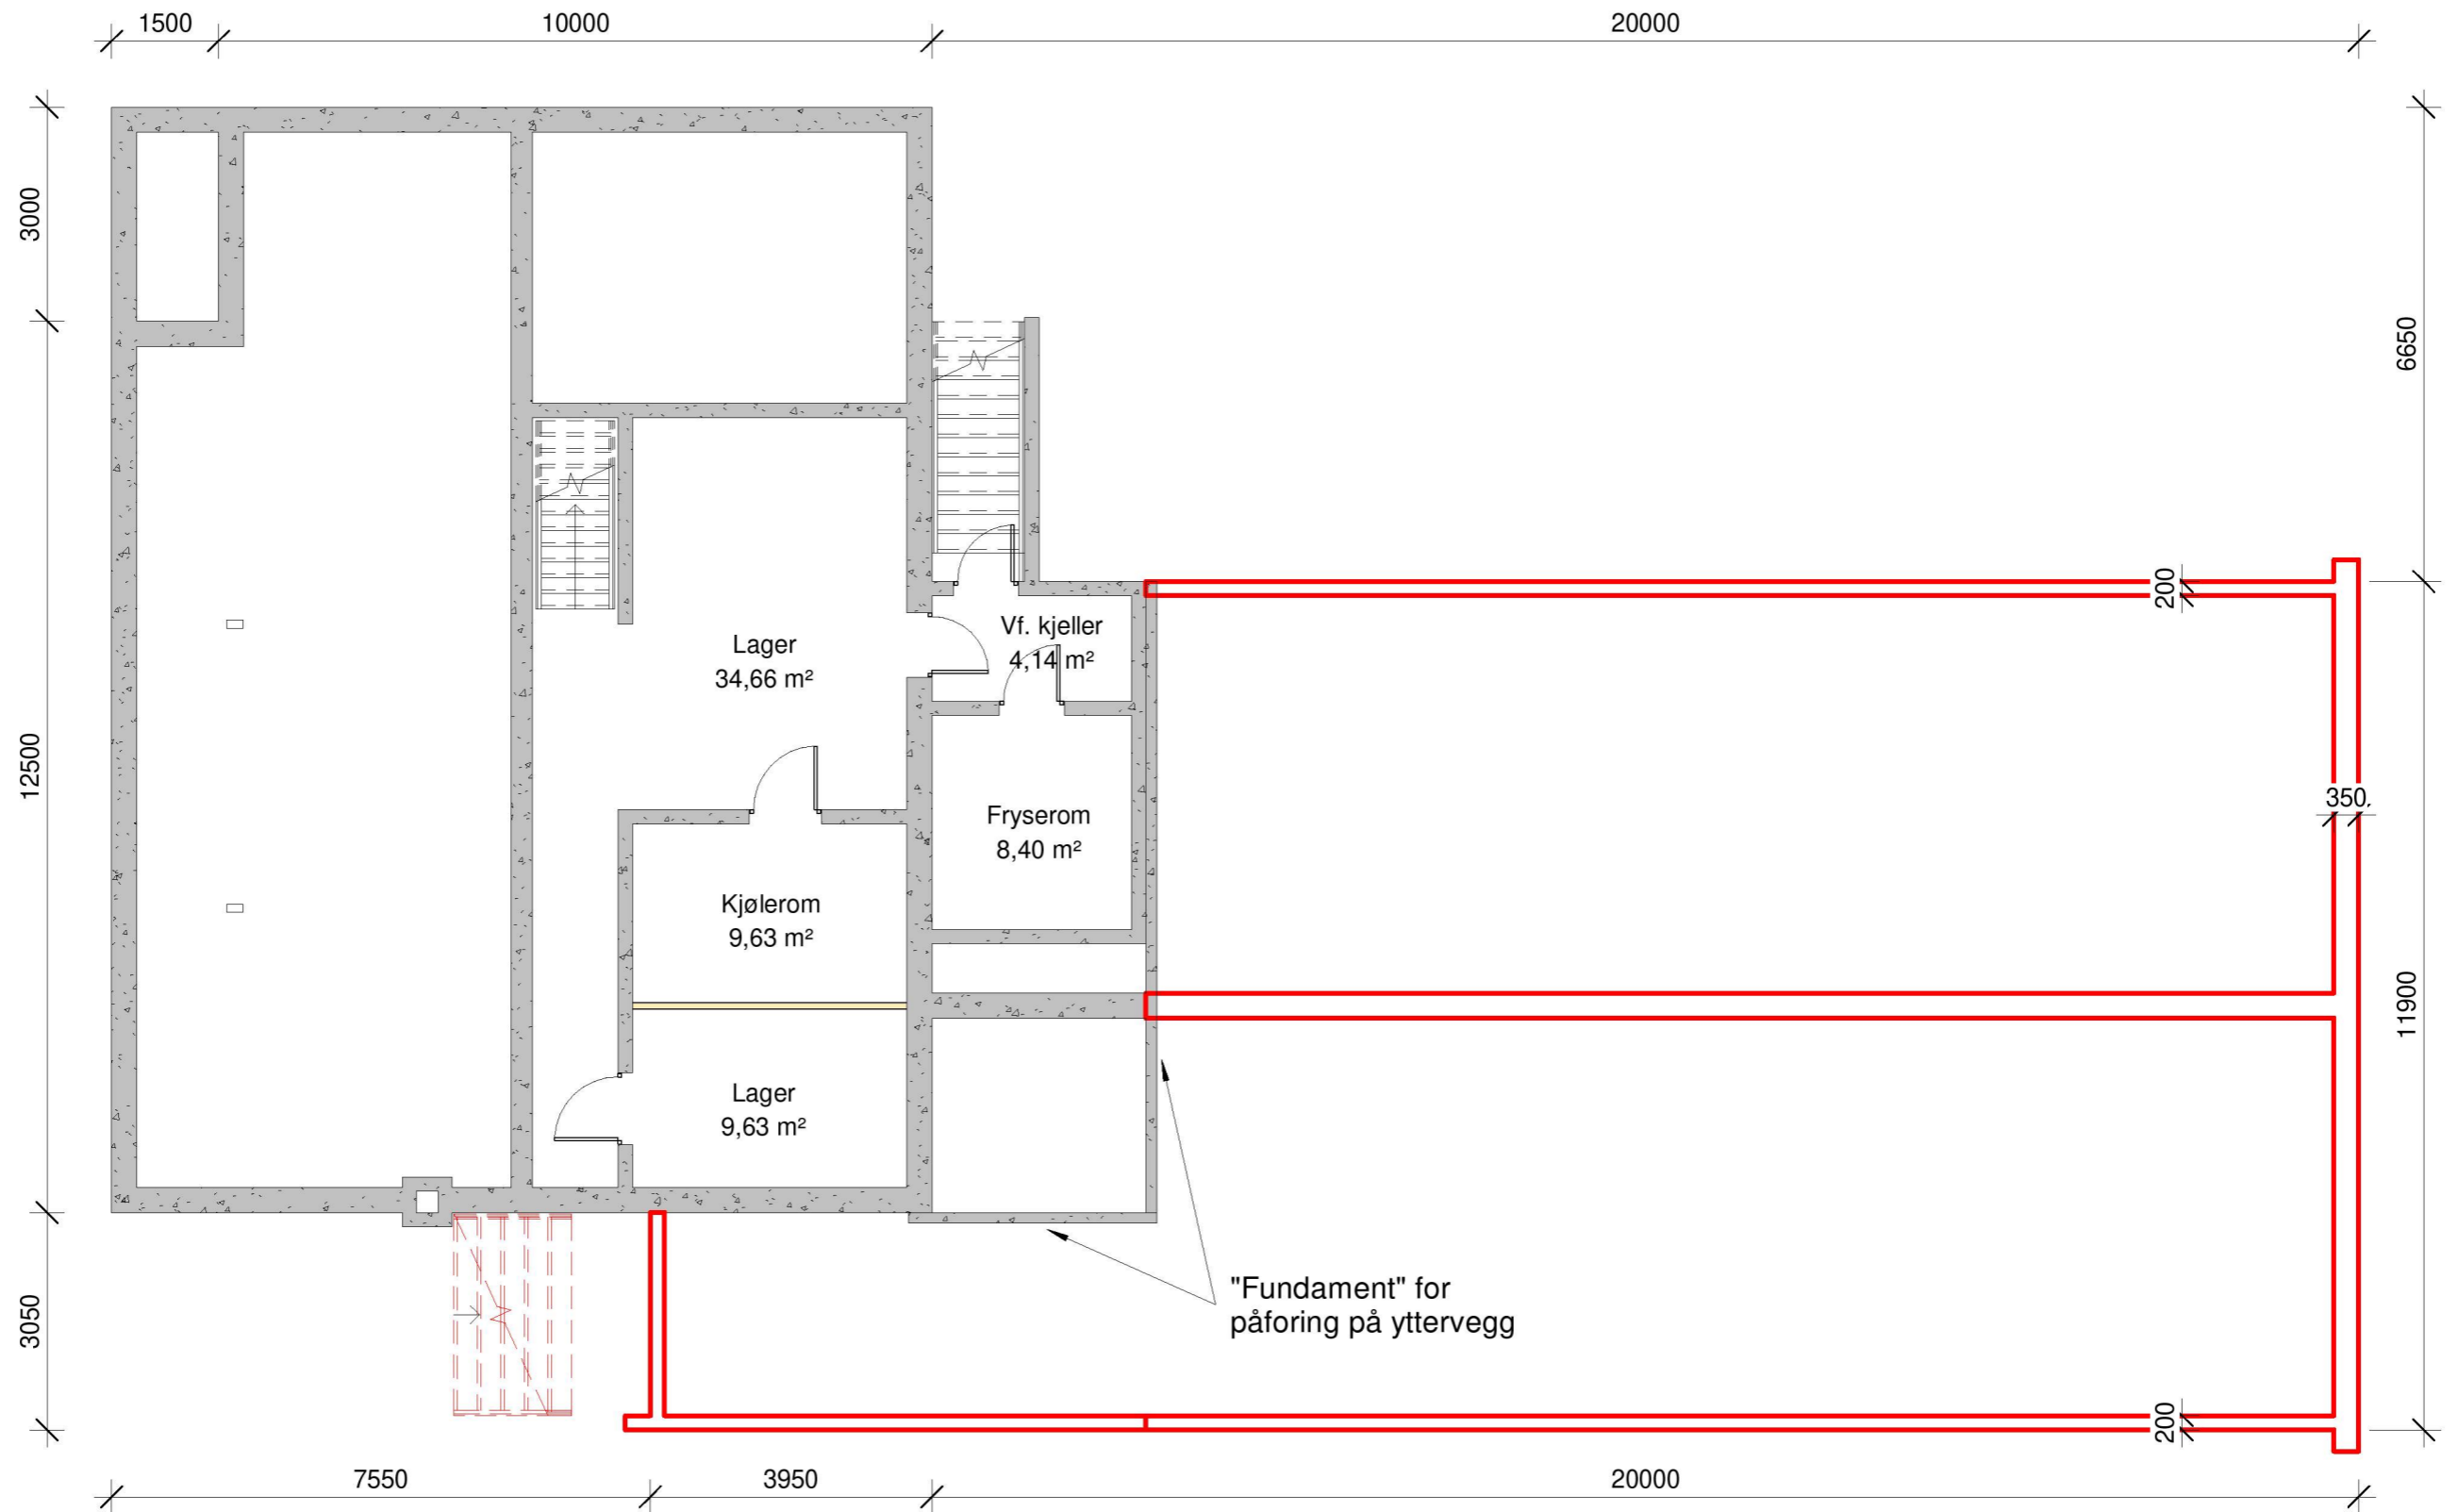 1500
10000
20000
3000
6650
200
Vf. kjeller
4,14 m²
Lager
34,66 m²
12500
350
Fryserom
8,40 m²
Kjølerom
9,63 m²
11900
Lager
9,63 m²
"Fundament" for
påforing på yttervegg
3050
200
7550
3950
20000